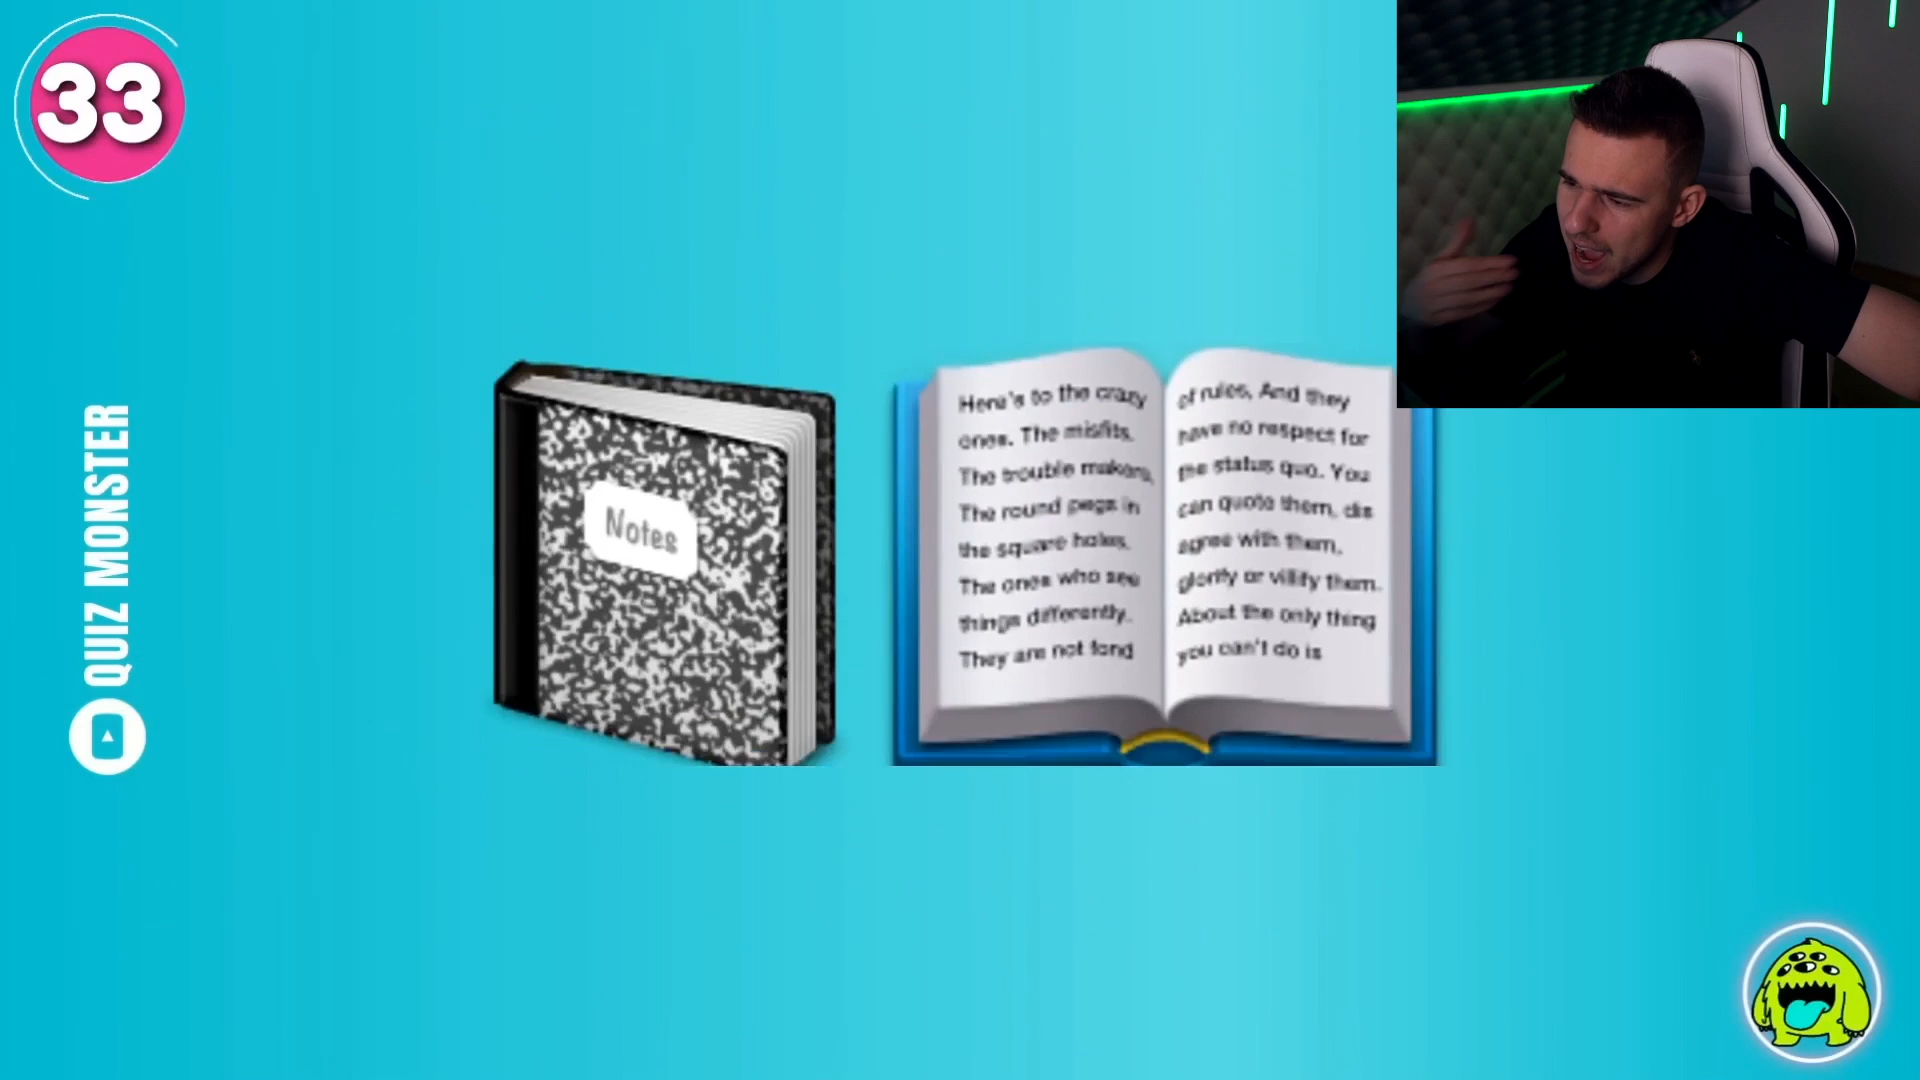 33
QUIZ MONSTER
Notes
Here's to the crazy
ones. The misfits.
The trouble makers.
The round pegs in
the square holes.
The ones who see
things differently.
They are not fond
of rules. And they
have no respect for
the status quo. You
can quote them, dis
agree with them,
glorify or vilify them.
About the only thing
you can't do is